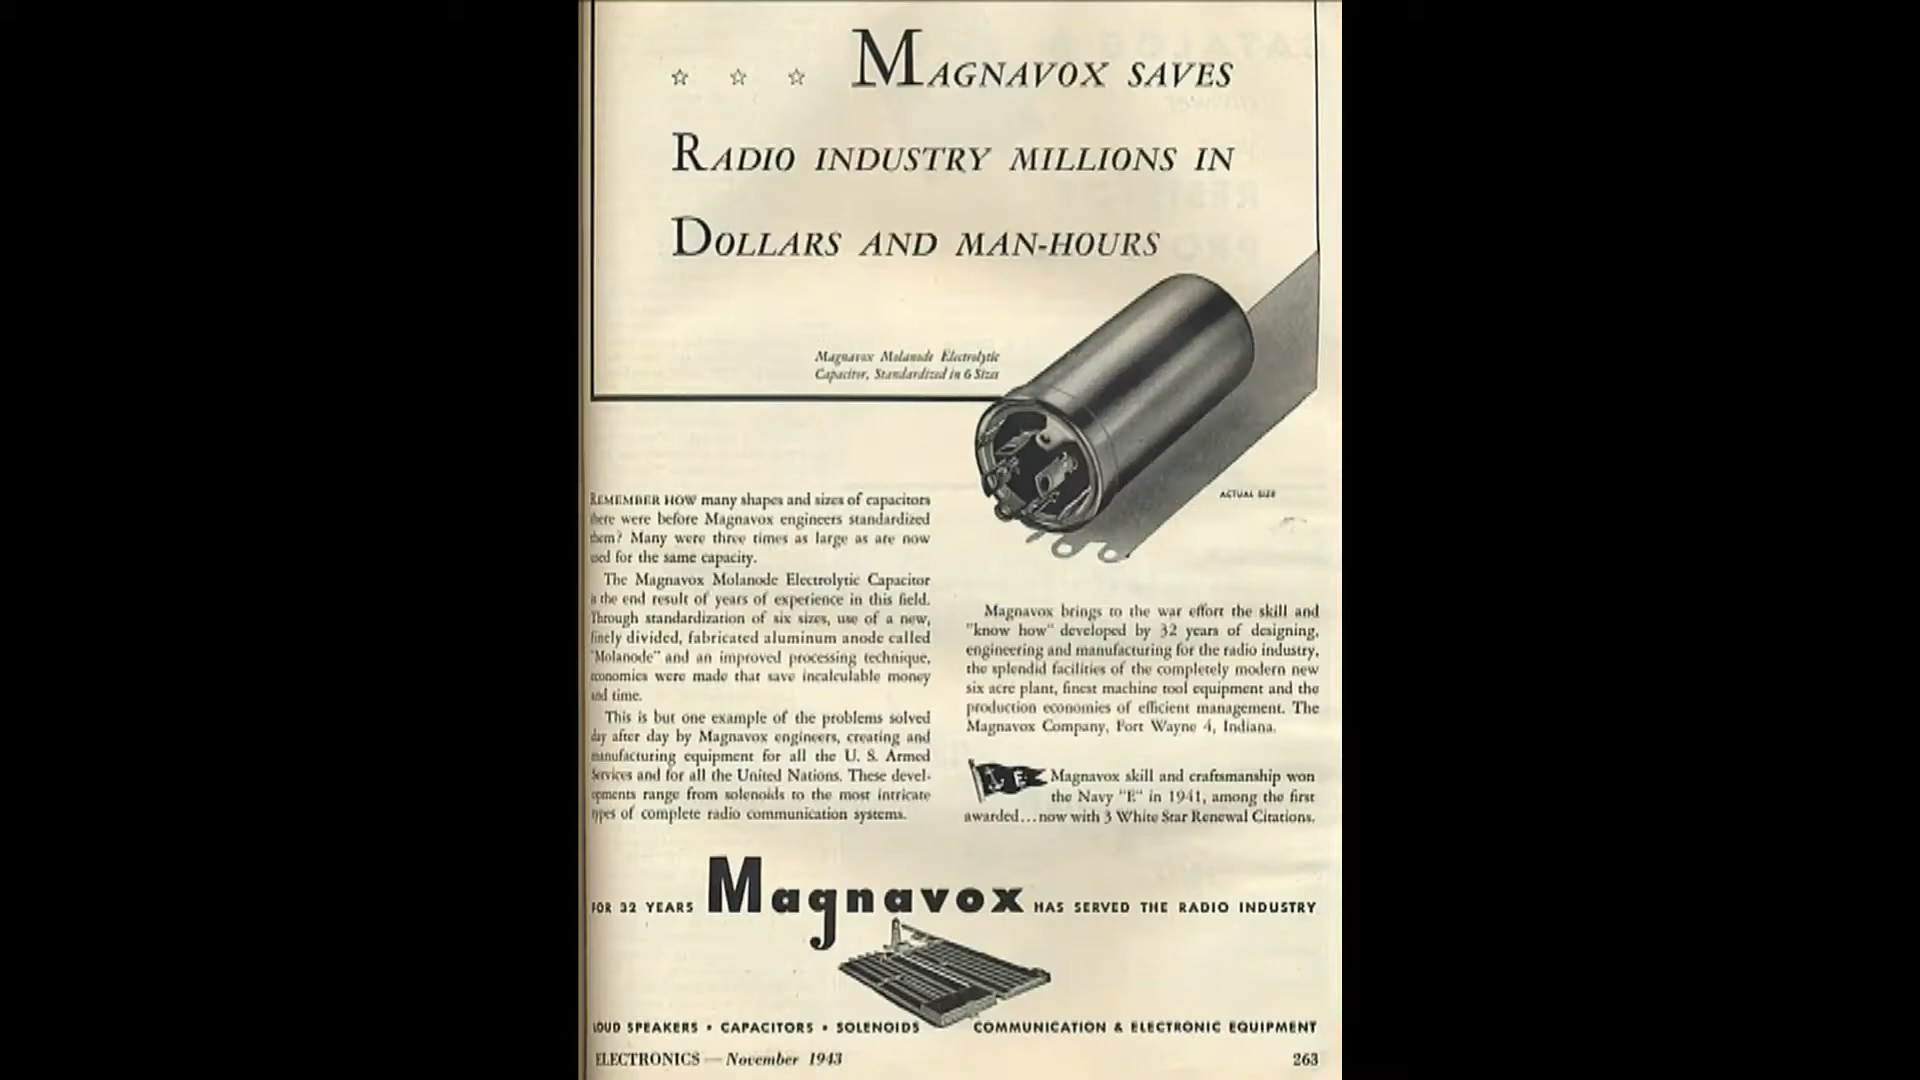 ☆ ☆ ☆ MAGNAVOX SAVES
RADIO INDUSTRY MILLIONS IN
DOLLARS AND MAN-HOURS
Magnavox Molanode Electrolytic
Capacitor, Standardized in 6 Sizes
ACTUAL SIZE
REMEMBER HOW many shapes and sizes of capacitors
there were before Magnavox engineers standardized
them? Many were three times as large as are now
used for the same capacity.
The Magnavox Molanode Electrolytic Capacitor
is the end result of years of experience in this field.
Through standardization of six sizes, use of a new,
finely divided, fabricated aluminum anode called
"Molanode" and an improved processing technique,
economies were made that save incalculable money
and time.
This is but one example of the problems solved
day after day by Magnavox engineers, creating and
manufacturing equipment for all the U. S. Armed
Services and for all the United Nations. These devel-
opments range from solenoids to the most intricate
types of complete radio communication systems.
Magnavox brings to the war effort the skill and
"know how" developed by 32 years of designing,
engineering and manufacturing for the radio industry,
the splendid facilities of the completely modern new
six acre plant, finest machine tool equipment and the
production economies of efficient management. The
Magnavox Company, Fort Wayne 4, Indiana.
E
Magnavox skill and craftsmanship won
the Navy "E" in 1941, among the first
awarded...now with 3 White Star Renewal Citations.
FOR 32 YEARS Magnavox HAS SERVED THE RADIO INDUSTRY
LOUD SPEAKERS • CAPACITORS • SOLENOIDS COMMUNICATION & ELECTRONIC EQUIPMENT
ELECTRONICS — November 1943 263